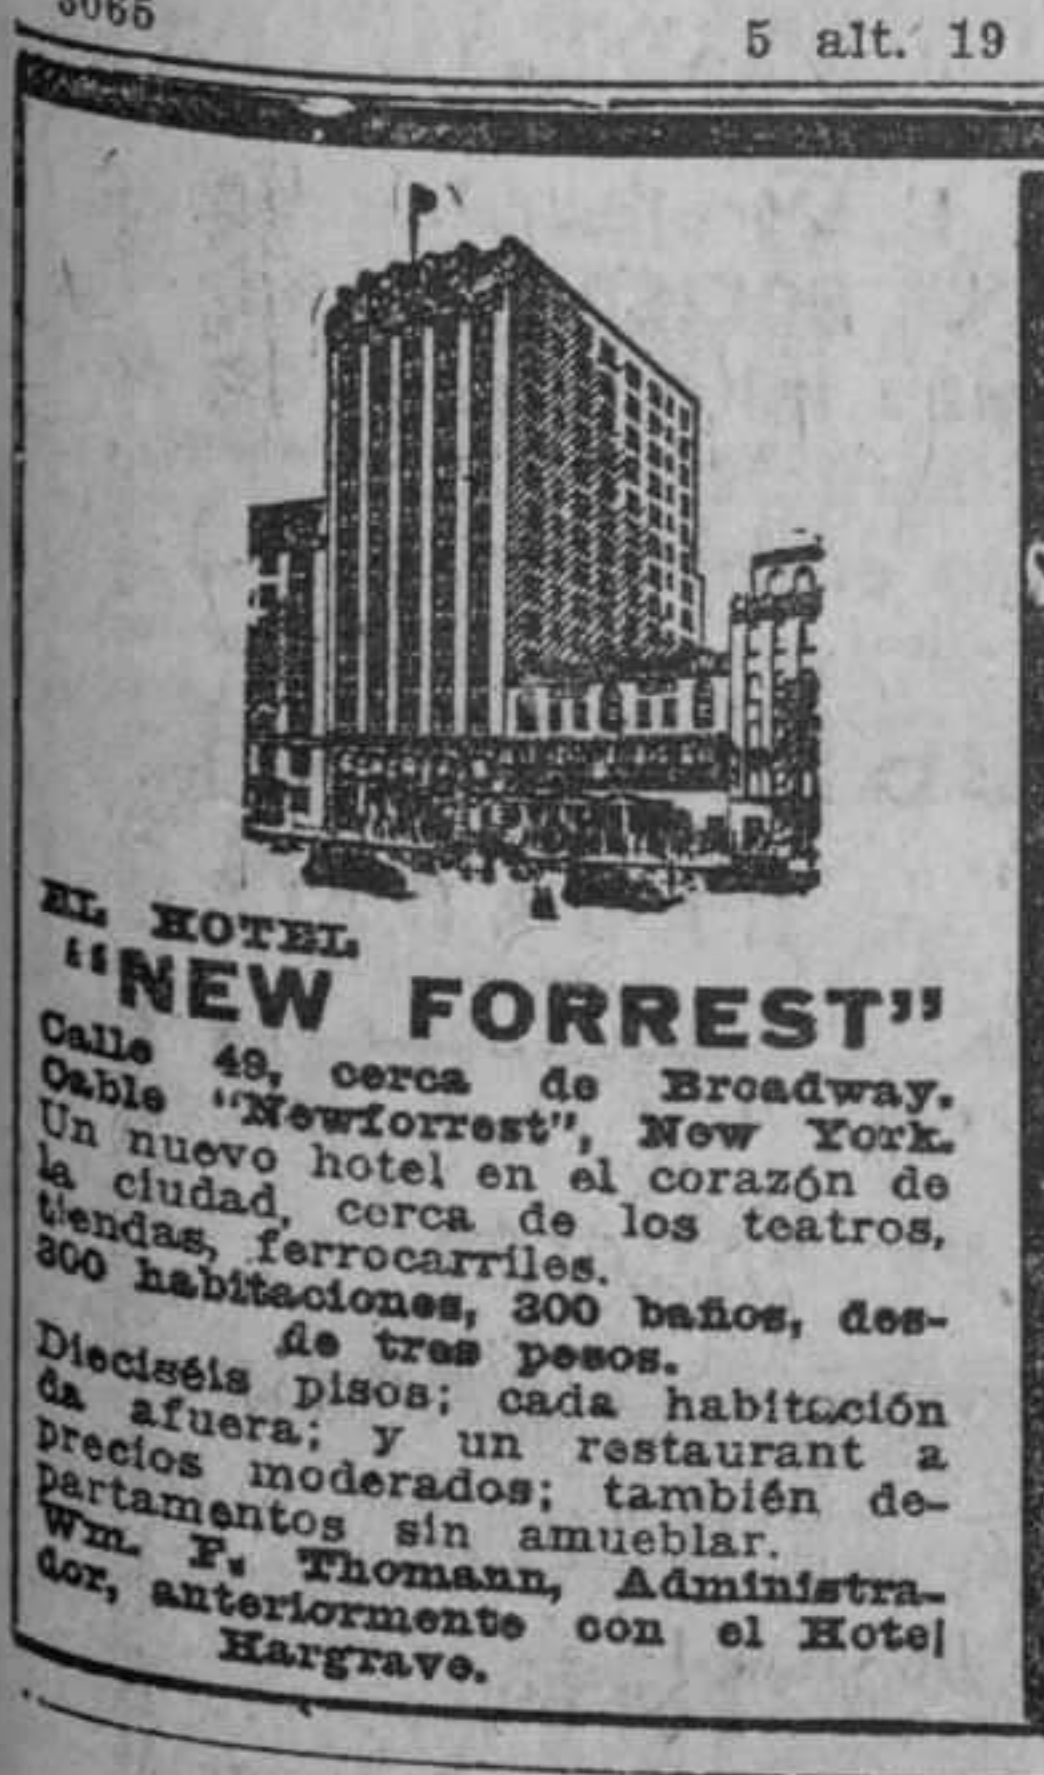 3065
5 alt. 19
EL HOTEL
"NEW FORREST"
Calle 49, cerca de Broadway.
Cable "Newforrest", New York.
Un nuevo hotel en el corazón de
la ciudad, cerca de los teatros,
tiendas, ferrocarriles.
300 habitaciones, 300 baños, des-
de tres pesos.
Dieciséis pisos; cada habitación
da afuera; y un restaurant a
precios moderados; también de-
partamentos sin amueblar.
Wm. F. Thomann, Administra-
dor, anteriormente con el Hotel
Hargrave.